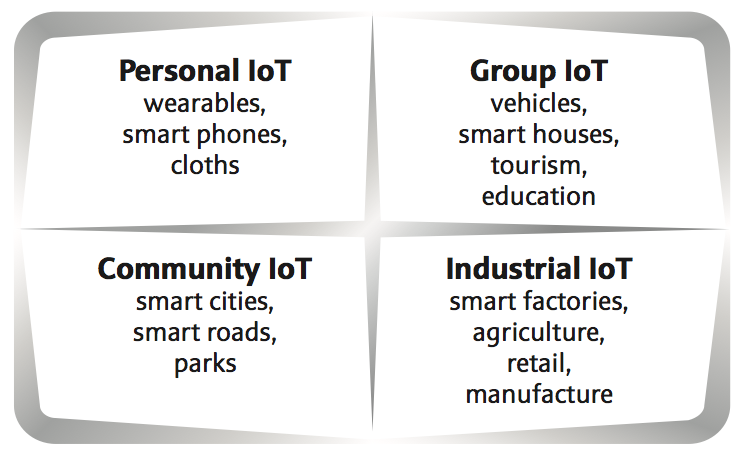 Personal IoT
wearables,
smart phones,
cloths
Group IoT
vehicles,
smart houses,
tourism,
education
Community IoT
smart cities,
smart roads,
parks
Industrial IoT
smart factories,
agriculture,
retail,
manufacture